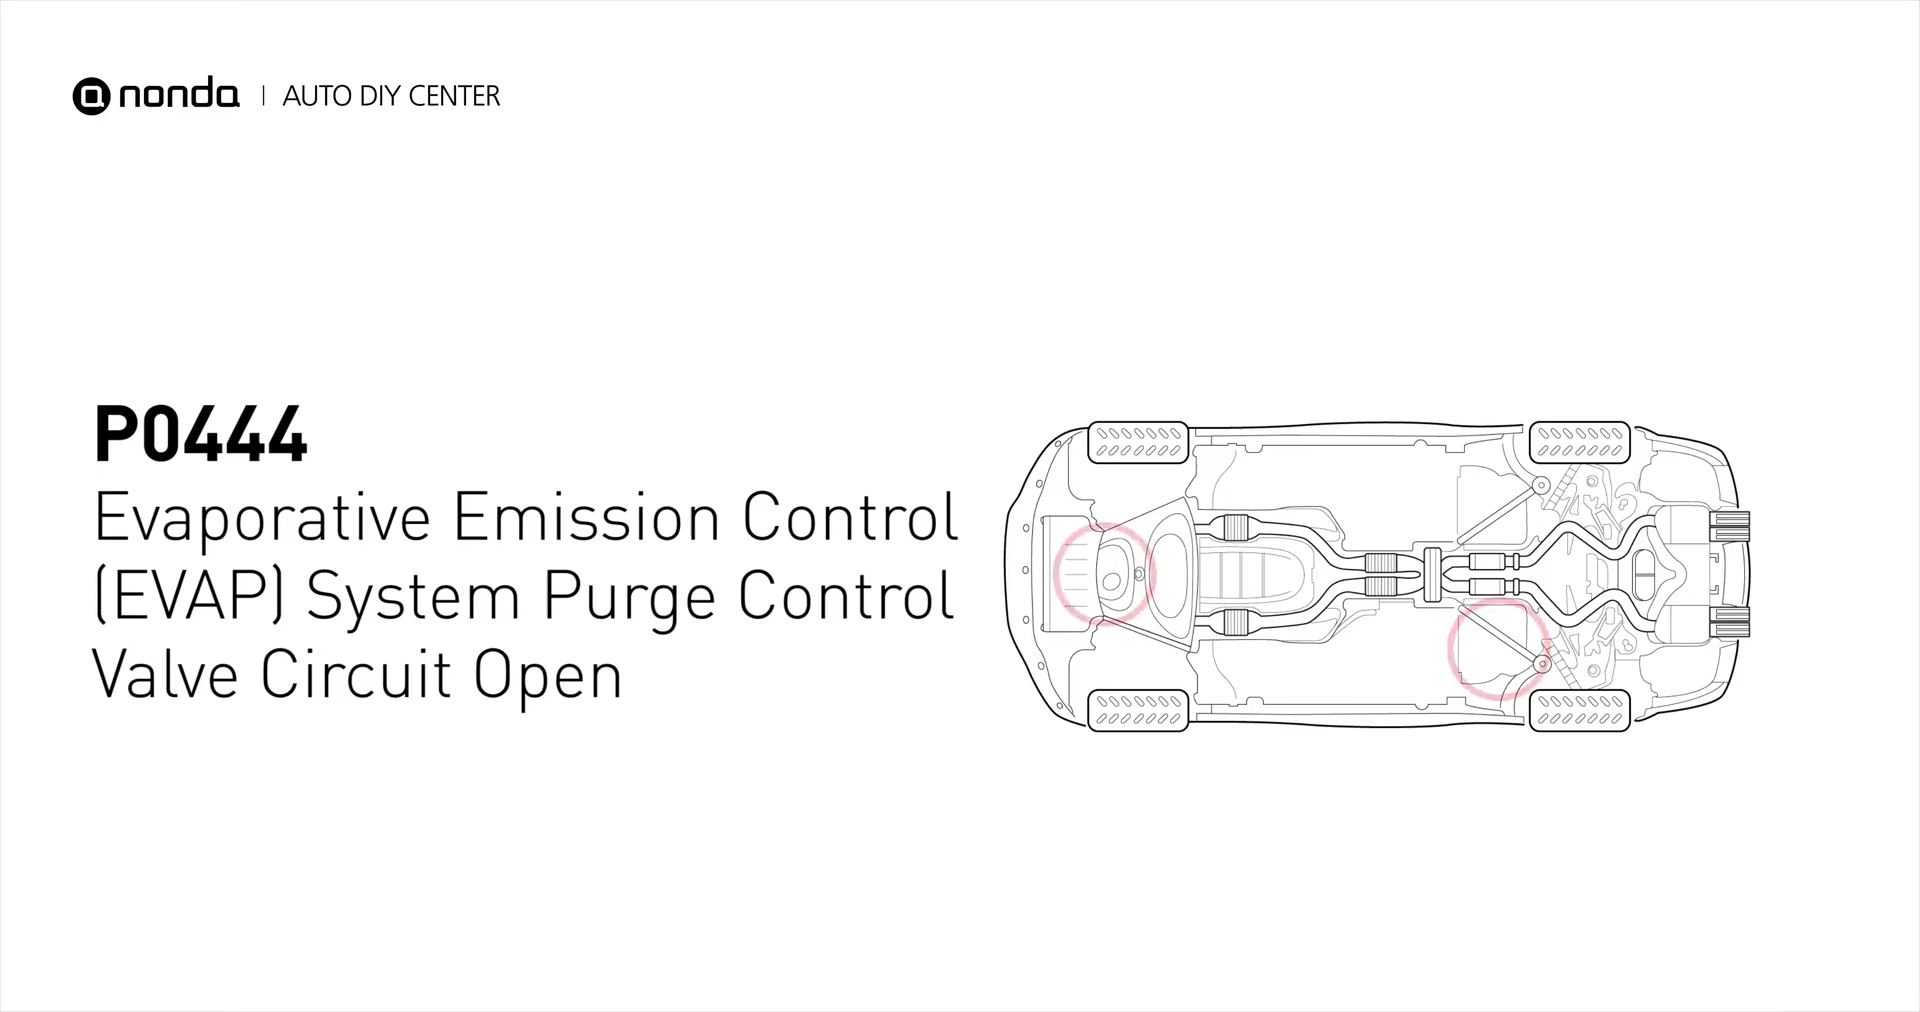 nonda | AUTO DIY CENTER
P0444
Evaporative Emission Control
(EVAP) System Purge Control
Valve Circuit Open